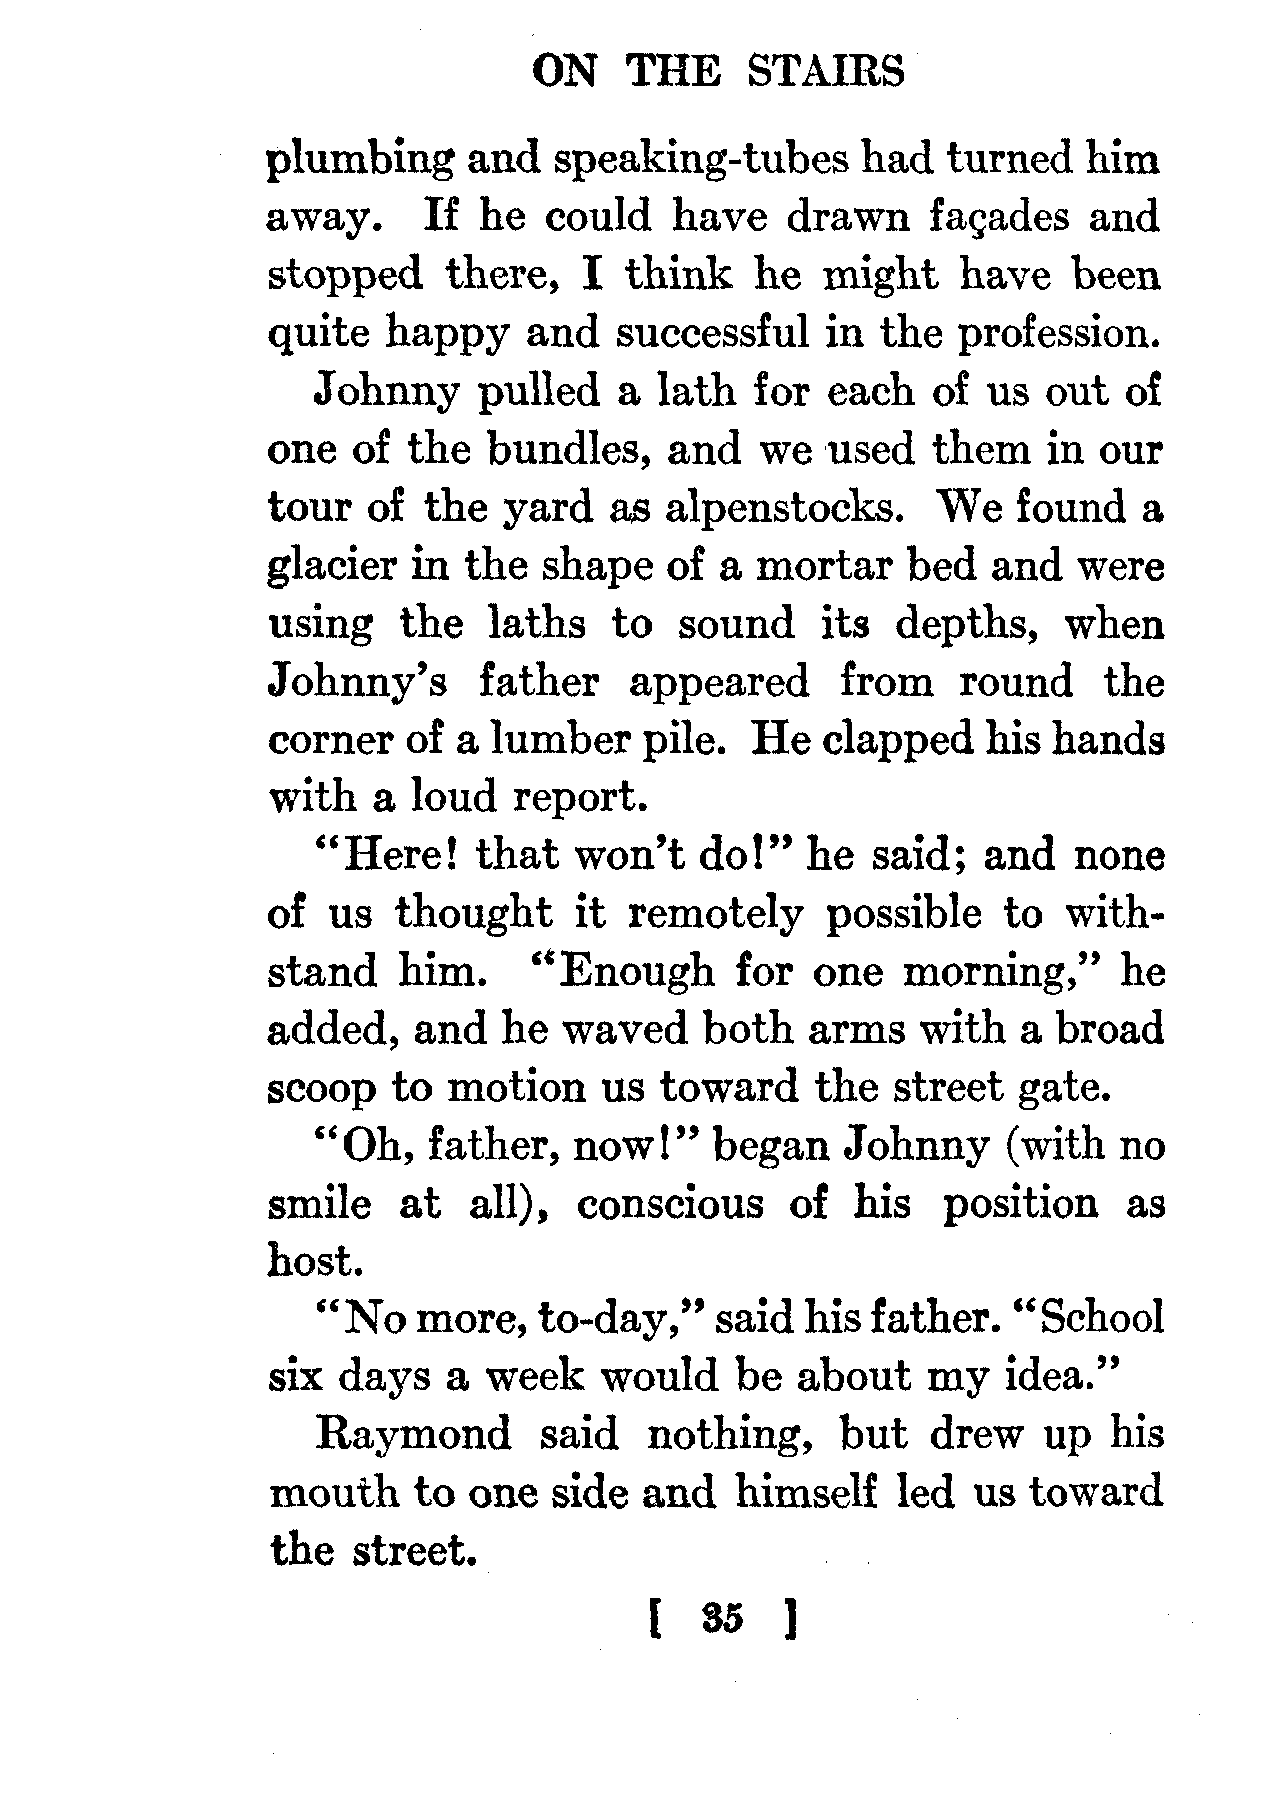 ON THE STAIRS
plumbing and speaking-tubes had turned him
away. If he could have drawn façades and
stopped there, I think he might have been
quite happy and successful in the profession.
Johnny pulled a lath for each of us out of
one of the bundles, and we used them in our
tour of the yard as alpenstocks. We found a
glacier in the shape of a mortar bed and were
using the laths to sound its depths, when
Johnny's father appeared from round the
corner of a lumber pile. He clapped his hands
with a loud report.
"Here! that won't do!" he said; and none
of us thought it remotely possible to with-
stand him. "Enough for one morning," he
added, and he waved both arms with a broad
scoop to motion us toward the street gate.
"Oh, father, now!" began Johnny (with no
smile at all), conscious of his position as
host.
"No more, to-day," said his father. "School
six days a week would be about my idea."
Raymond said nothing, but drew up his
mouth to one side and himself led us toward
the street.
[ 35 ]